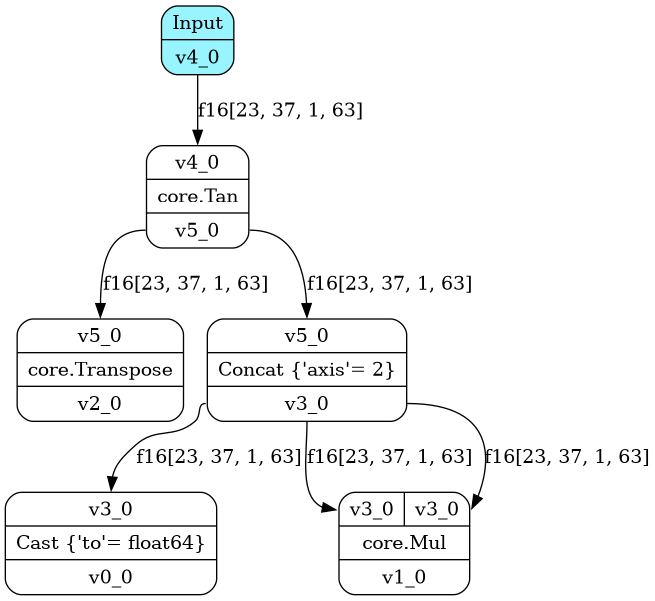 Input
v4_0
f16[23, 37, 1, 63]
v4_0
core.Tan
v5_0
f16[23, 37, 1, 63]
f16[23, 37, 1, 63]
v5_0
core.Transpose
v2_0
v5_0
Concat {'axis'= 2}
v3_0
f16[23, 37, 1, 63]
f16[23, 37, 1, 63]
f16[23, 37, 1, 63]
v3_0
Cast {'to'= float64}
v0_0
v3_0 v3_0
core.Mul
v1_0